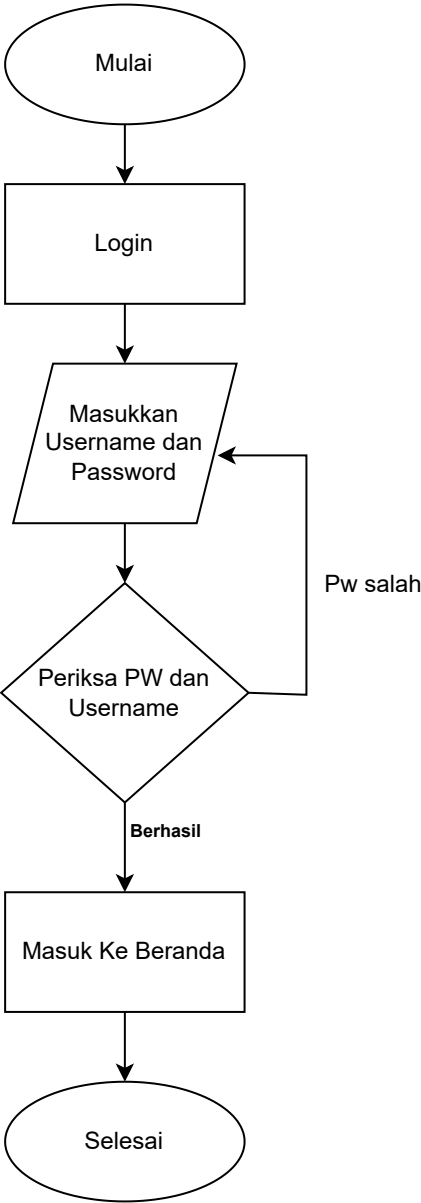 Mulai
Login
Masukkan
Username dan
Password
Pw salah
Periksa PW dan
Username
Berhasil
Masuk Ke Beranda
Selesai